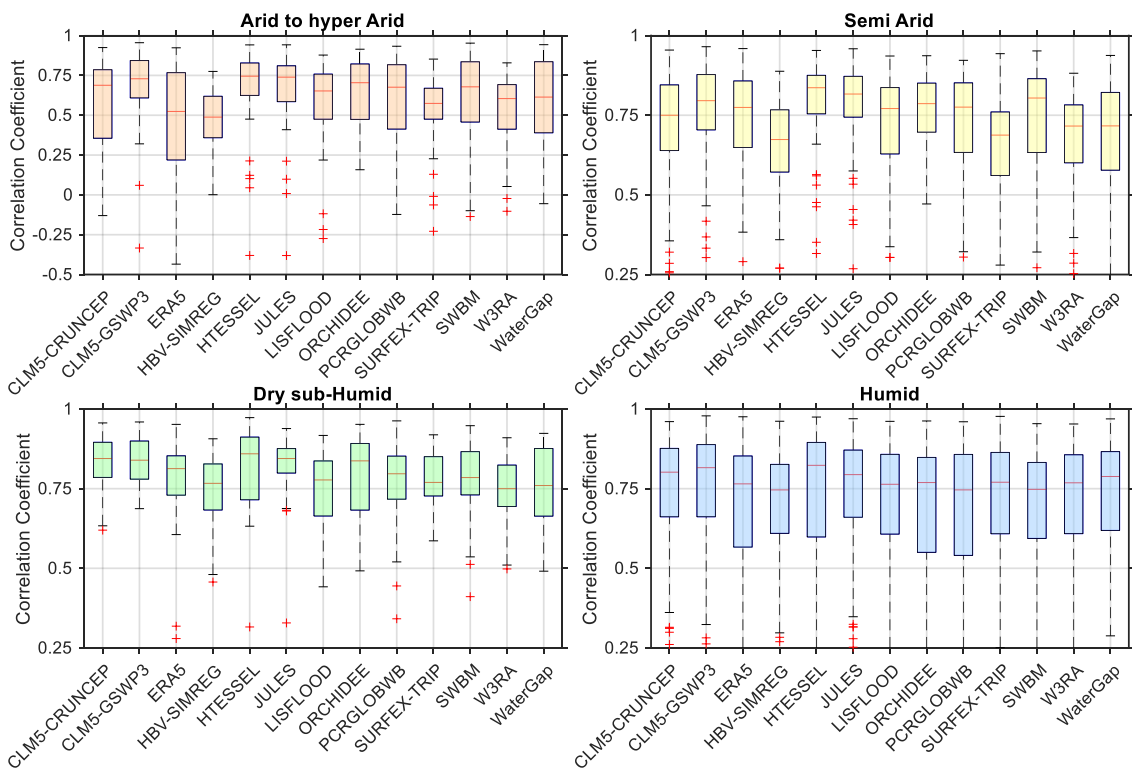 Arid to hyper Arid
Correlation Coefficient
1
0.75
0.5
0.25
0
-0.25
-0.5
CLM5-CRUNCEP
CLM5-GSWP3
ERA5
HBV-SIMREG
HTESSEL
JULES
LISFLOOD
ORCHIDEE
PCRGLOBWB
SURFEX-TRIP
SWBM
W3RA
WaterGap
Semi Arid
Correlation Coefficient
1
0.75
0.5
0.25
CLM5-CRUNCEP
CLM5-GSWP3
ERA5
HBV-SIMREG
HTESSEL
JULES
LISFLOOD
ORCHIDEE
PCRGLOBWB
SURFEX-TRIP
SWBM
W3RA
WaterGap
Dry sub-Humid
Correlation Coefficient
1
0.75
0.5
0.25
CLM5-CRUNCEP
CLM5-GSWP3
ERA5
HBV-SIMREG
HTESSEL
JULES
LISFLOOD
ORCHIDEE
PCRGLOBWB
SURFEX-TRIP
SWBM
W3RA
WaterGap
Humid
Correlation Coefficient
1
0.75
0.5
0.25
CLM5-CRUNCEP
CLM5-GSWP3
ERA5
HBV-SIMREG
HTESSEL
JULES
LISFLOOD
ORCHIDEE
PCRGLOBWB
SURFEX-TRIP
SWBM
W3RA
WaterGap